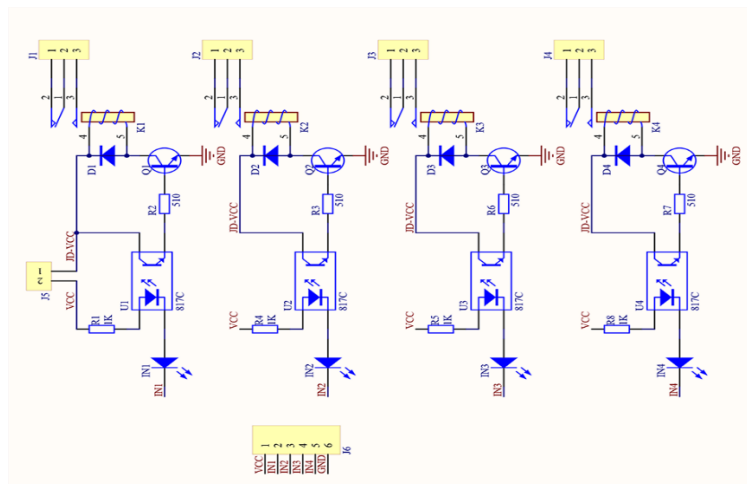 J1 1 2 3
J2 1 2 3
J3 1 2 3
J4 1 2 3
2 1 3
2 1 3
2 1 3
2 1 3
K1
K2
K3
K4
4 5
4 5
4 5
4 5
D1 Q1 GND
D2 Q2 GND
D3 Q3 GND
D4 Q4 GND
R2 510
R3 510
R6 510
R7 510
JD-VCC
JD-VCC
JD-VCC
JD-VCC
J5 1 2
VCC
U1 817C
U2 817C
U3 817C
U4 817C
R1 1K
VCC R4 1K
VCC R5 1K
VCC R8 1K
IN1
IN2
IN3
IN4
IN1
IN2
IN3
IN4
VCC 1
IN1 2
IN2 3
IN3 4
IN4 5
GND 6
J6